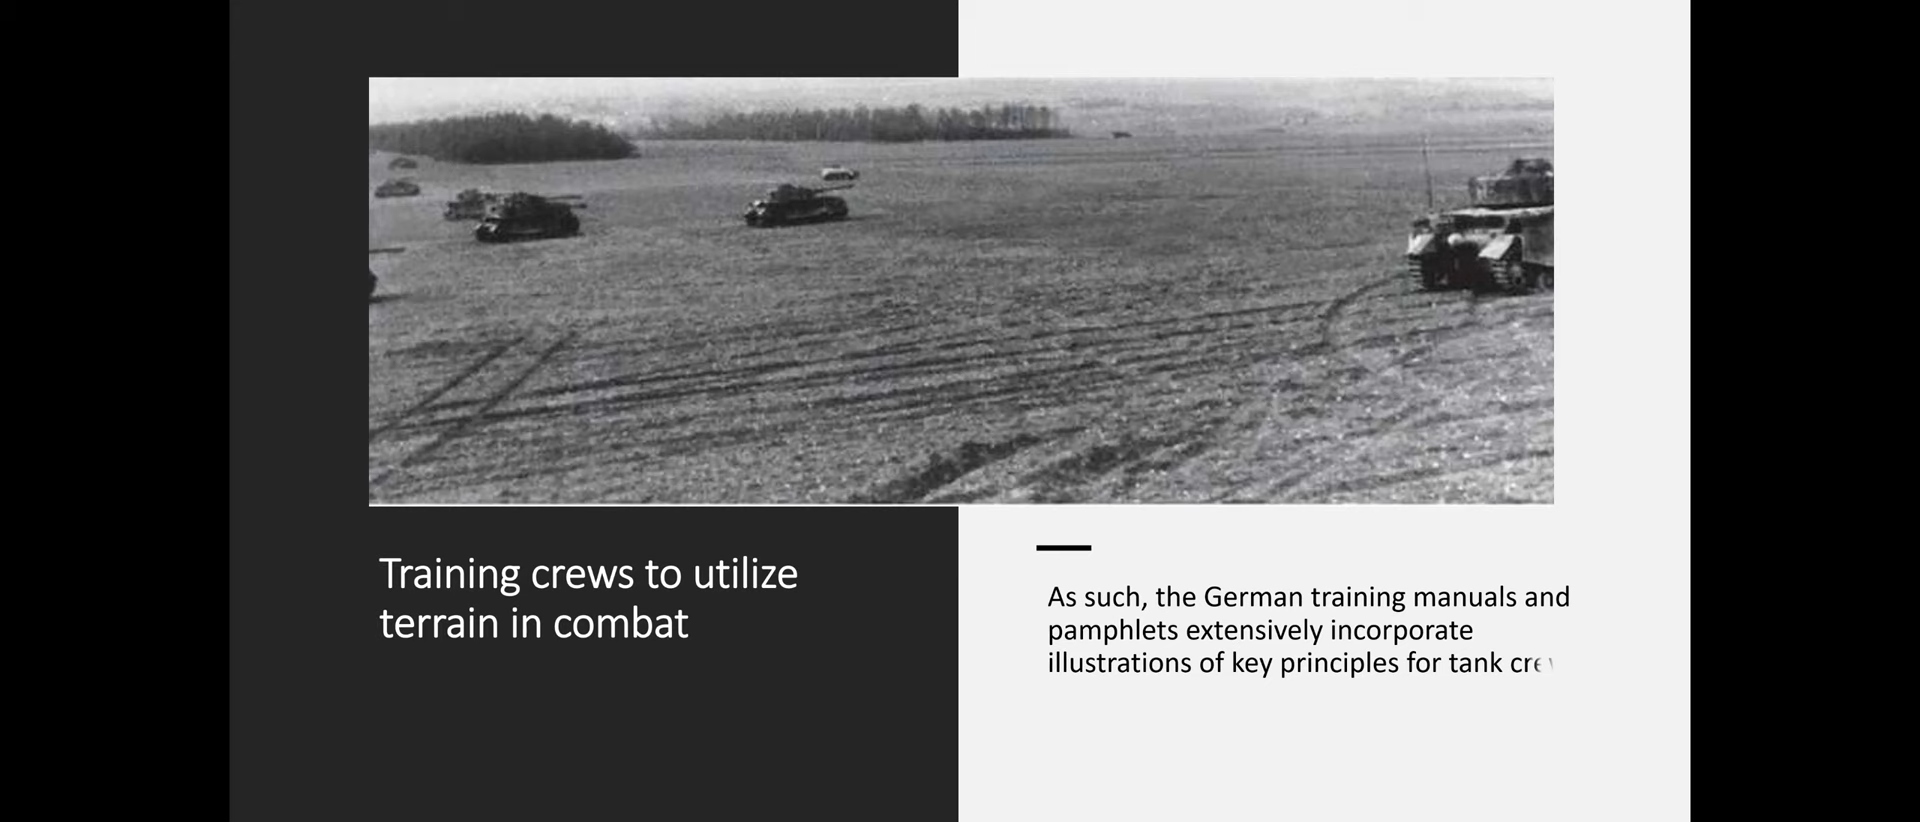 Training crews to utilize
terrain in combat
As such, the German training manuals and
pamphlets extensively incorporate
illustrations of key principles for tank